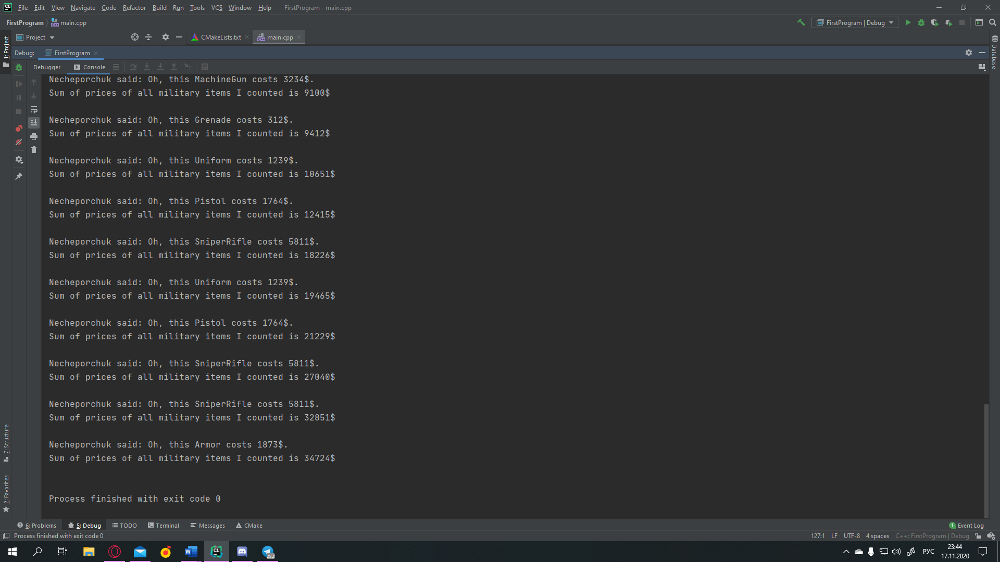 CL File Edit View Navigate Code Refactor Build Run Tools VCS Window Help FirstProgram - main.cpp
FirstProgram main.cpp FirstProgram | Debug
1: Project Project CMakeLists.txt main.cpp Database
Debug: FirstProgram
Debugger Console
Necheporchuk said: Oh, this MachineGun costs 3234$.
Sum of prices of all military items I counted is 9100$
Necheporchuk said: Oh, this Grenade costs 312$.
Sum of prices of all military items I counted is 9412$
Necheporchuk said: Oh, this Uniform costs 1239$.
Sum of prices of all military items I counted is 10651$
Necheporchuk said: Oh, this Pistol costs 1764$.
Sum of prices of all military items I counted is 12415$
Necheporchuk said: Oh, this SniperRifle costs 5811$.
Sum of prices of all military items I counted is 18226$
Necheporchuk said: Oh, this Uniform costs 1239$.
Sum of prices of all military items I counted is 19465$
Necheporchuk said: Oh, this Pistol costs 1764$.
Sum of prices of all military items I counted is 21229$
Necheporchuk said: Oh, this SniperRifle costs 5811$.
Sum of prices of all military items I counted is 27040$
Necheporchuk said: Oh, this SniperRifle costs 5811$.
Sum of prices of all military items I counted is 32851$
Necheporchuk said: Oh, this Armor costs 1873$.
Sum of prices of all military items I counted is 34724$
Process finished with exit code 0
7: Structure
2: Favorites
6: Problems 5: Debug TODO Terminal Messages CMake 1 Event Log
Process finished with exit code 0 127:1 LF UTF-8 4 spaces C++: FirstProgram | Debug
W CL 282 РУС 23:44
17.11.2020